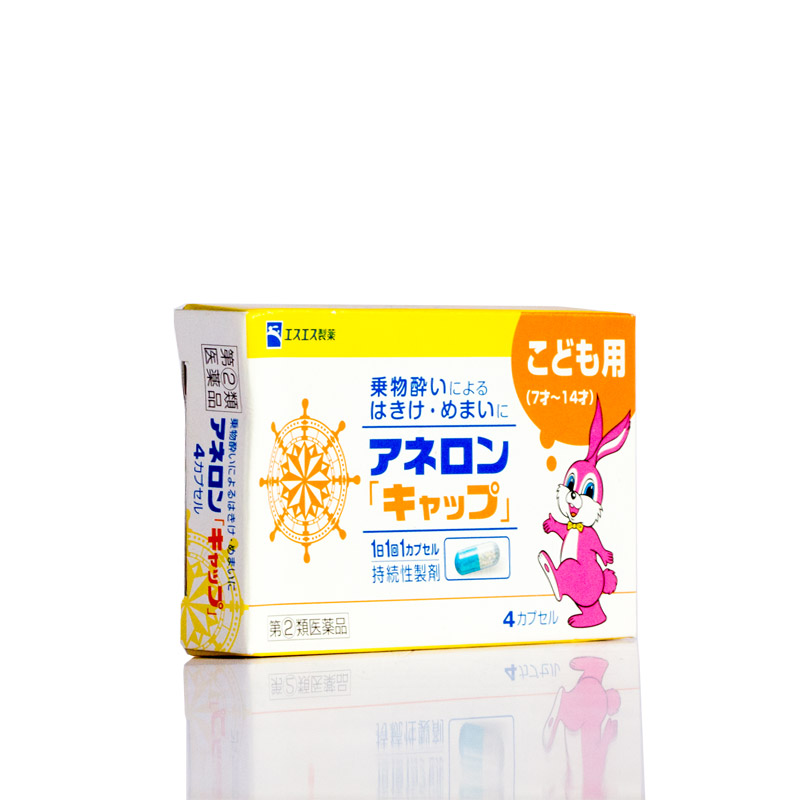 エスエス製薬
こども用
(7才〜14才)
乗物酔いによる
はきけ・めまいに
アネロン
「キャップ」
1日1回1カプセル
持続性製剤
第②類医薬品
4カプセル
第②類
医薬品
乗物酔いによるはきけ・めまいに
アネロン「キャップ」
4カプセル